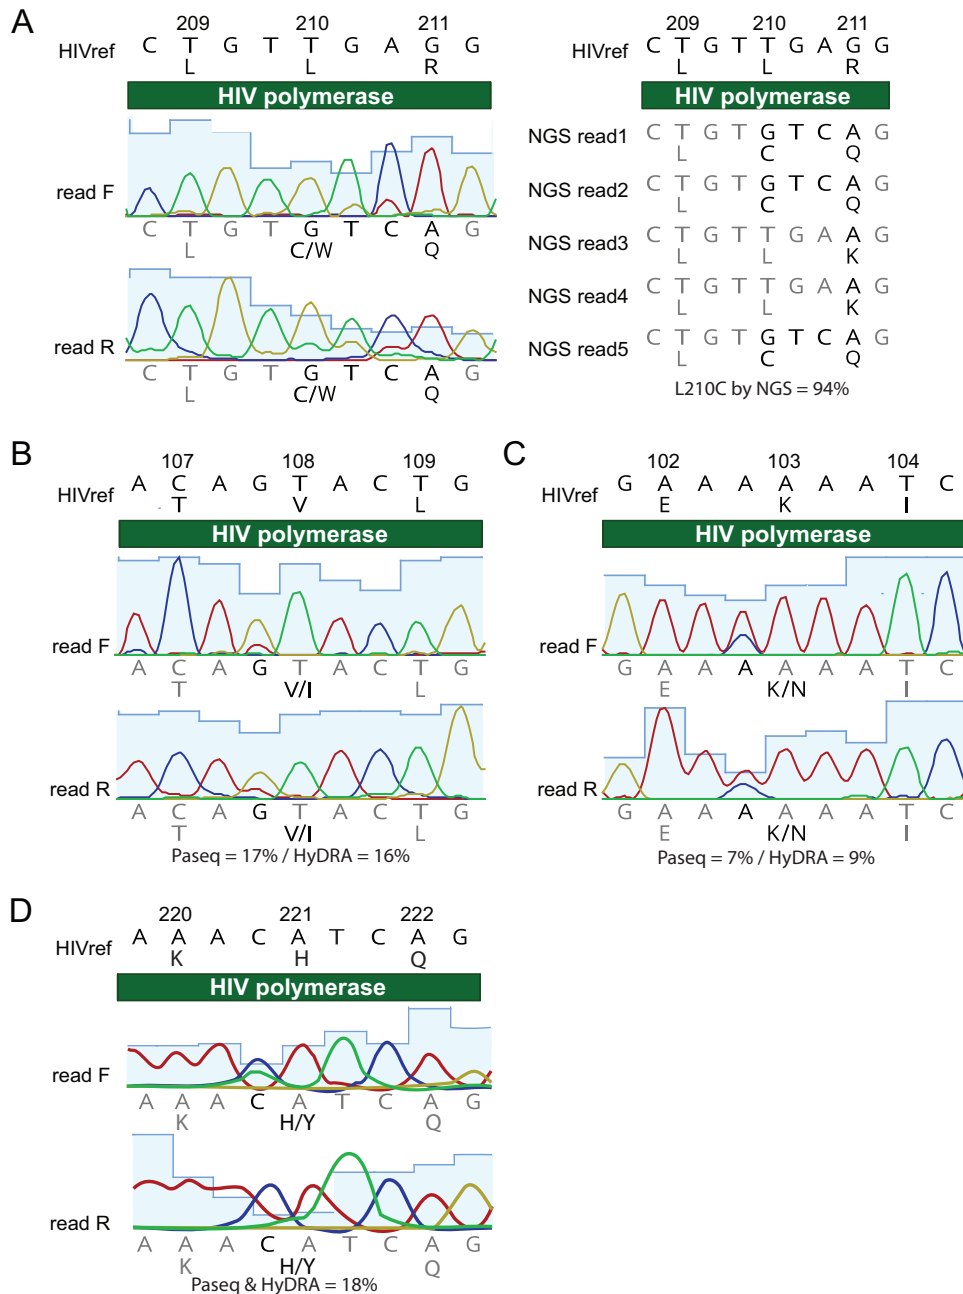 A
209 210 211
HIVref C T G T T G A G G
L L R
HIV polymerase
read F
C T G T G T C A G
L C/W Q
read R
C T G T G T C A G
L C/W Q
209 210 211
HIVref C T G T T G A G G
L L R
HIV polymerase
NGS read1 C T G T G T C A G
L C Q
NGS read2 C T G T G T C A G
L C Q
NGS read3 C T G T T G A A G
L L K
NGS read4 C T G T T G A A G
L L K
NGS read5 C T G T G T C A G
L C Q
L210C by NGS = 94%
B
107 108 109
HIVref A C A G T A C T G
T V L
HIV polymerase
read F
A C A G T A C T G
T V/I L
read R
A C A G T A C T G
T V/I L
Paseq = 17% / HyDRA = 16%
C
102 103 104
HIVref G A A A A A A T C
E K I
HIV polymerase
read F
G A A A A A A T C
E K/N I
read R
G A A A A A A T C
E K/N I
Paseq = 7% / HyDRA = 9%
D
220 221 222
HIVref A A A C A T C A G
K H Q
HIV polymerase
read F
A A A C A T C A G
K H/Y Q
read R
A A A C A T C A G
K H/Y Q
Paseq & HyDRA = 18%